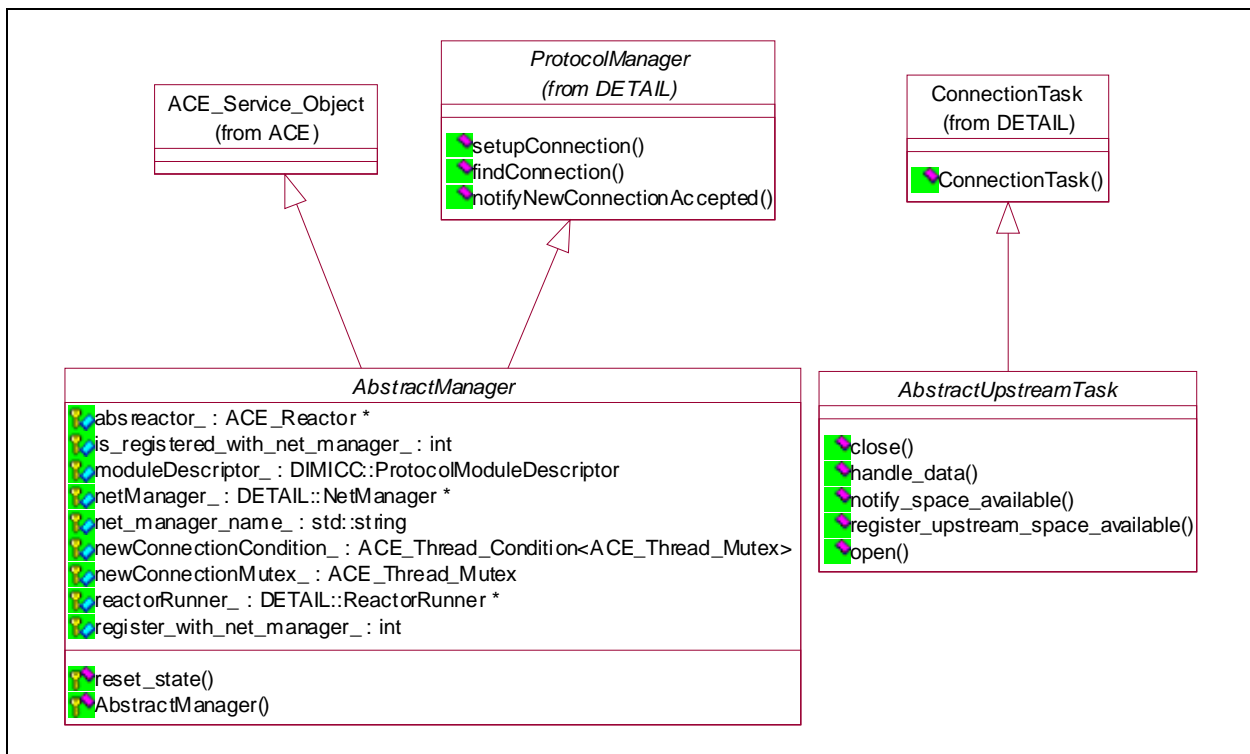 ACE_Service_Object
(from ACE)
ProtocolManager
(from DETAIL)
setupConnection()
findConnection()
notifyNewConnectionAccepted()
ConnectionTask
(from DETAIL)
ConnectionTask()
AbstractManager
absreactor_ : ACE_Reactor *
is_registered_with_net_manager_ : int
moduleDescriptor_ : DIMICC::ProtocolModuleDescriptor
netManager_ : DETAIL::NetManager *
net_manager_name_ : std::string
newConnectionCondition_ : ACE_Thread_Condition<ACE_Thread_Mutex>
newConnectionMutex_ : ACE_Thread_Mutex
reactorRunner_ : DETAIL::ReactorRunner *
register_with_net_manager_ : int
reset_state()
AbstractManager()
AbstractUpstreamTask
close()
handle_data()
notify_space_available()
register_upstream_space_available()
open()